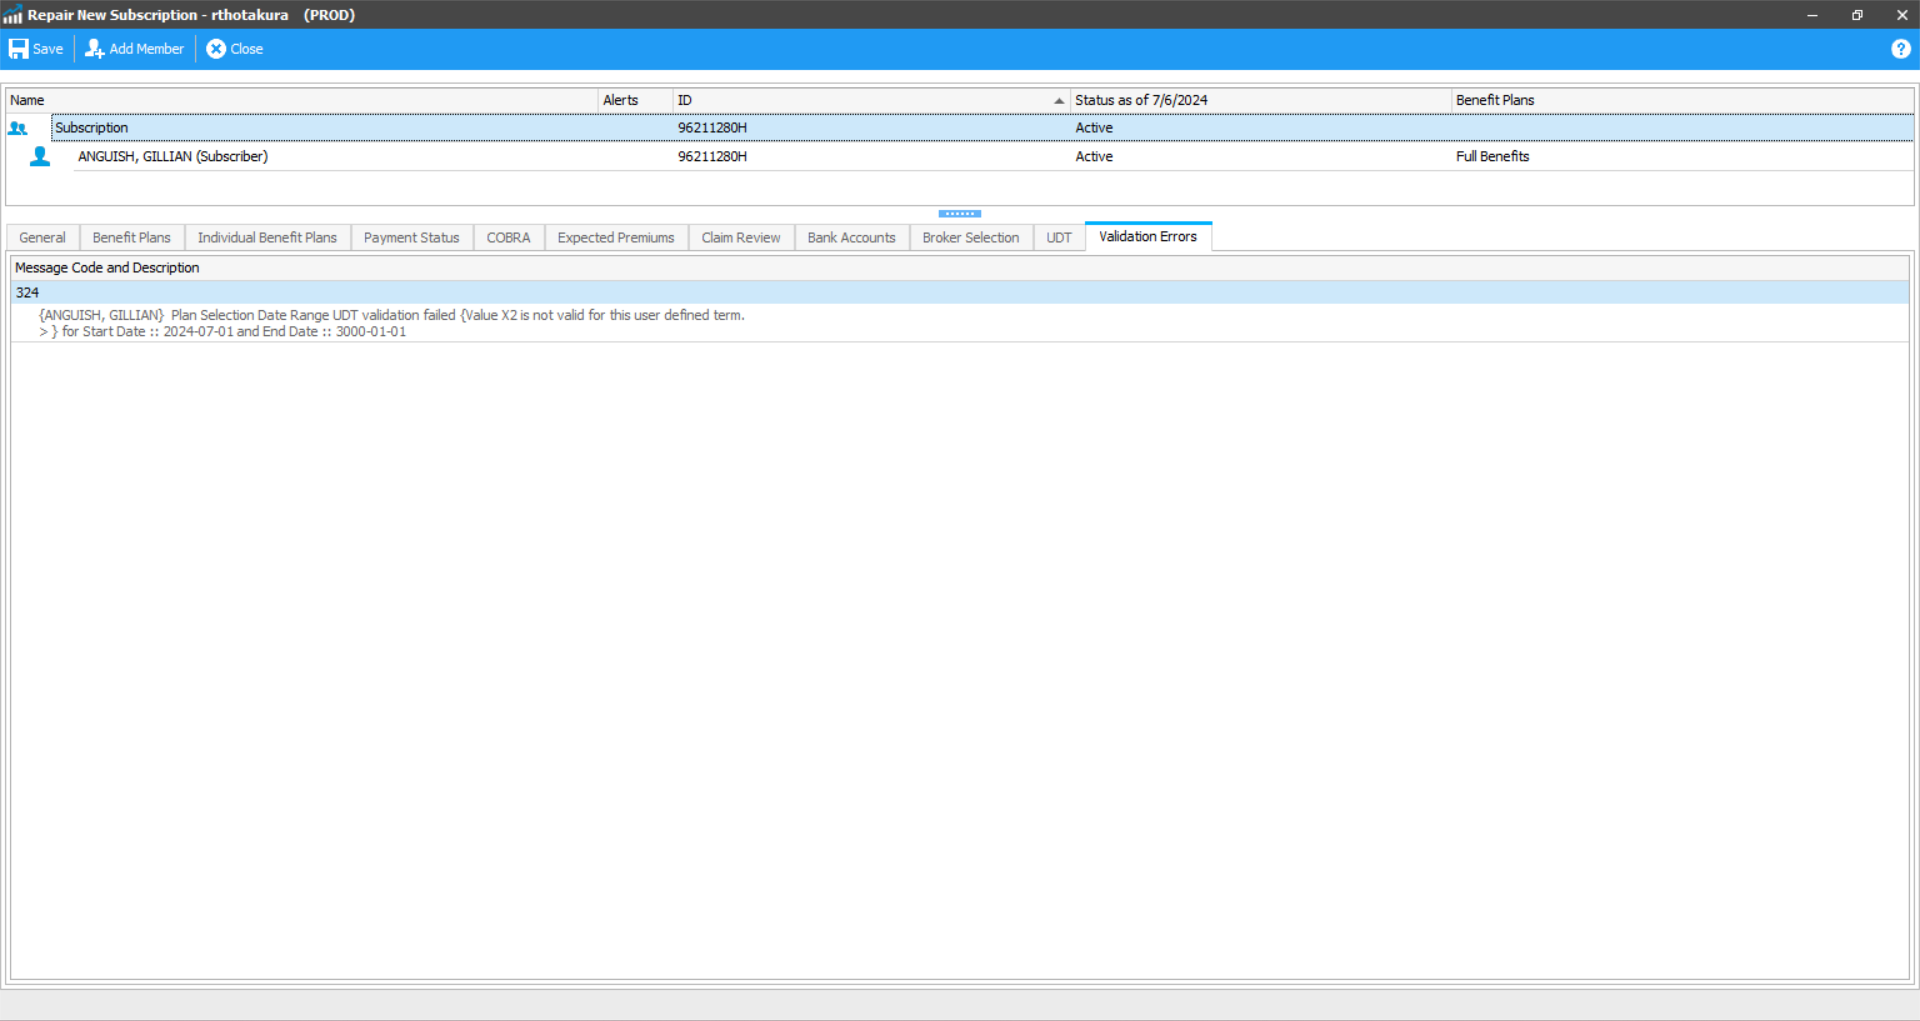 Repair New Subscription - rthotakura (PROD)
Save Add Member Close ?
Name Alerts ID Status as of 7/6/2024 Benefit Plans
Subscription 96211280H Active
ANGUISH, GILLIAN (Subscriber) 96211280H Active Full Benefits
General Benefit Plans Individual Benefit Plans Payment Status COBRA Expected Premiums Claim Review Bank Accounts Broker Selection UDT Validation Errors
Message Code and Description
324
{ANGUISH, GILLIAN} Plan Selection Date Range UDT validation failed {Value X2 is not valid for this user defined term.
> } for Start Date :: 2024-07-01 and End Date :: 3000-01-01